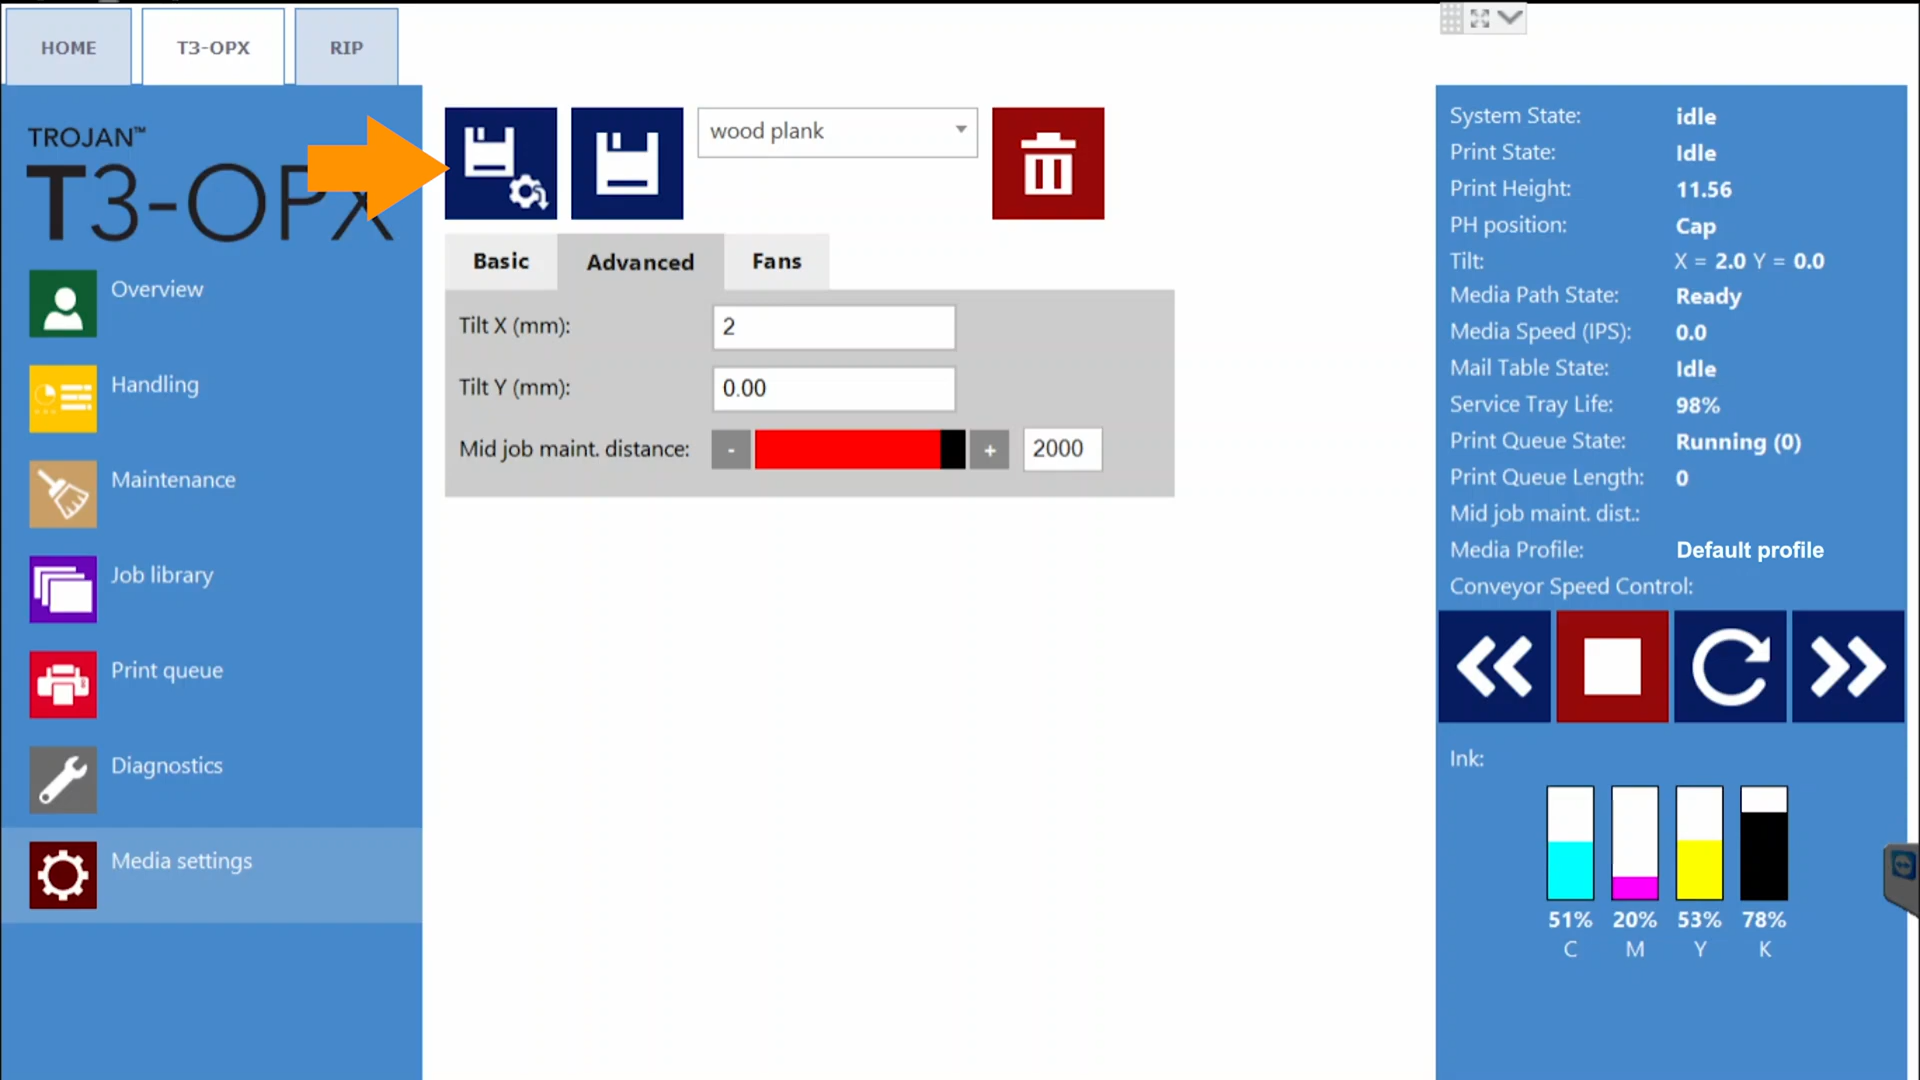 HOME
T3-OPX
RIP
TROJAN™
T3-OPX
Overview
Handling
Maintenance
Job library
Print queue
Diagnostics
Media settings
wood plank
Basic
Advanced
Fans
Tilt X (mm):
2
Tilt Y (mm):
0.00
Mid job maint. distance:
-
+
2000
System State: idle
Print State: Idle
Print Height: 11.56
PH position: Cap
Tilt: X = 2.0 Y = 0.0
Media Path State: Ready
Media Speed (IPS): 0.0
Mail Table State: Idle
Service Tray Life: 98%
Print Queue State: Running (0)
Print Queue Length: 0
Mid job maint. dist.:
Media Profile: Default profile
Conveyor Speed Control:
Ink:
51% 20% 53% 78%
C M Y K